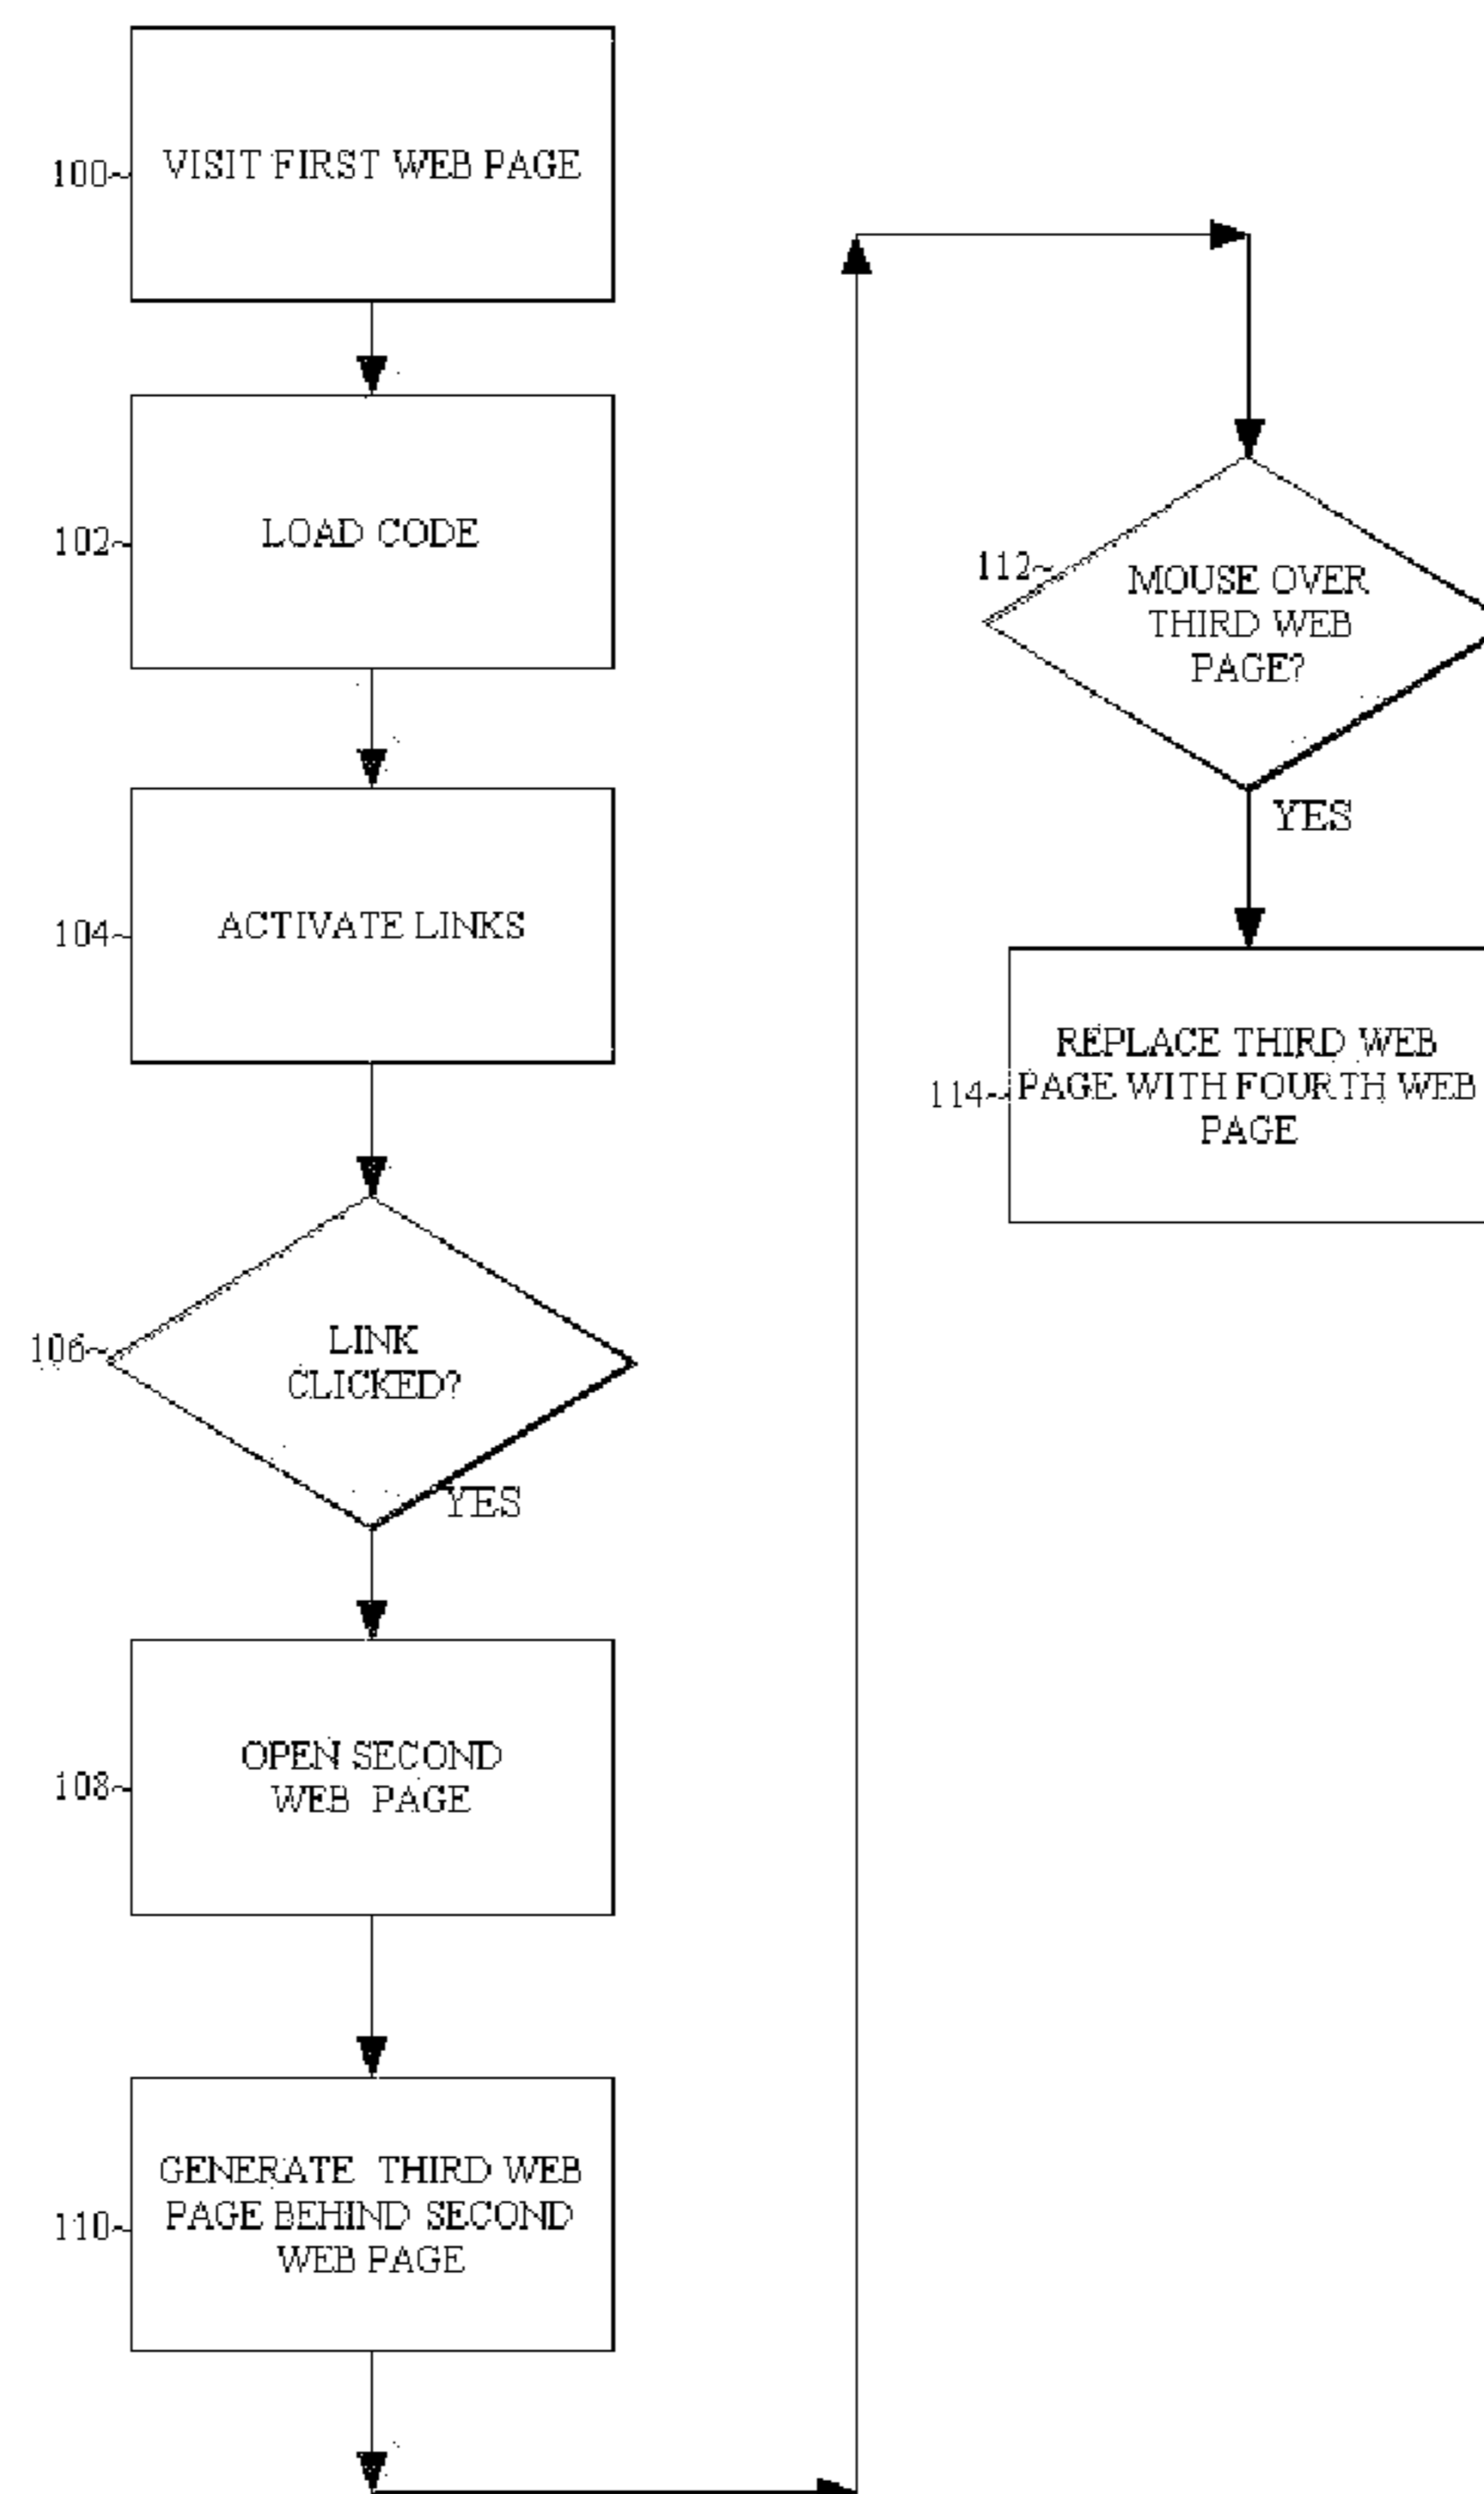 VISIT FIRST WEB PAGE
100~
LOAD CODE
102~
ACTIVATE LINKS
104~
LINK
CLICKED?
106~
YES
OPEN SECOND
WEB PAGE
108~
GENERATE THIRD WEB
PAGE BEHIND SECOND
WEB PAGE
110~
112~
MOUSE OVER
THIRD WEB
PAGE?
YES
REPLACE THIRD WEB
PAGE WITH FOURTH WEB
PAGE
114~